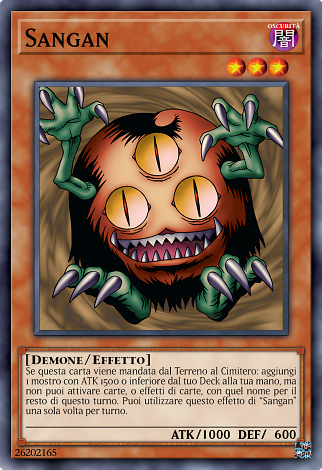 Sangan
OSCURITÀ
闇
[Demone/Effetto]
Se questa carta viene mandata dal Terreno al Cimitero: aggiungi
1 mostro con ATK 1500 o inferiore dal tuo Deck alla tua mano, ma
non puoi attivare carte, o effetti di carte, con quel nome per il
resto di questo turno. Puoi utilizzare questo effetto di "Sangan"
una sola volta per turno.
ATK/1000 DEF/ 600
26202165